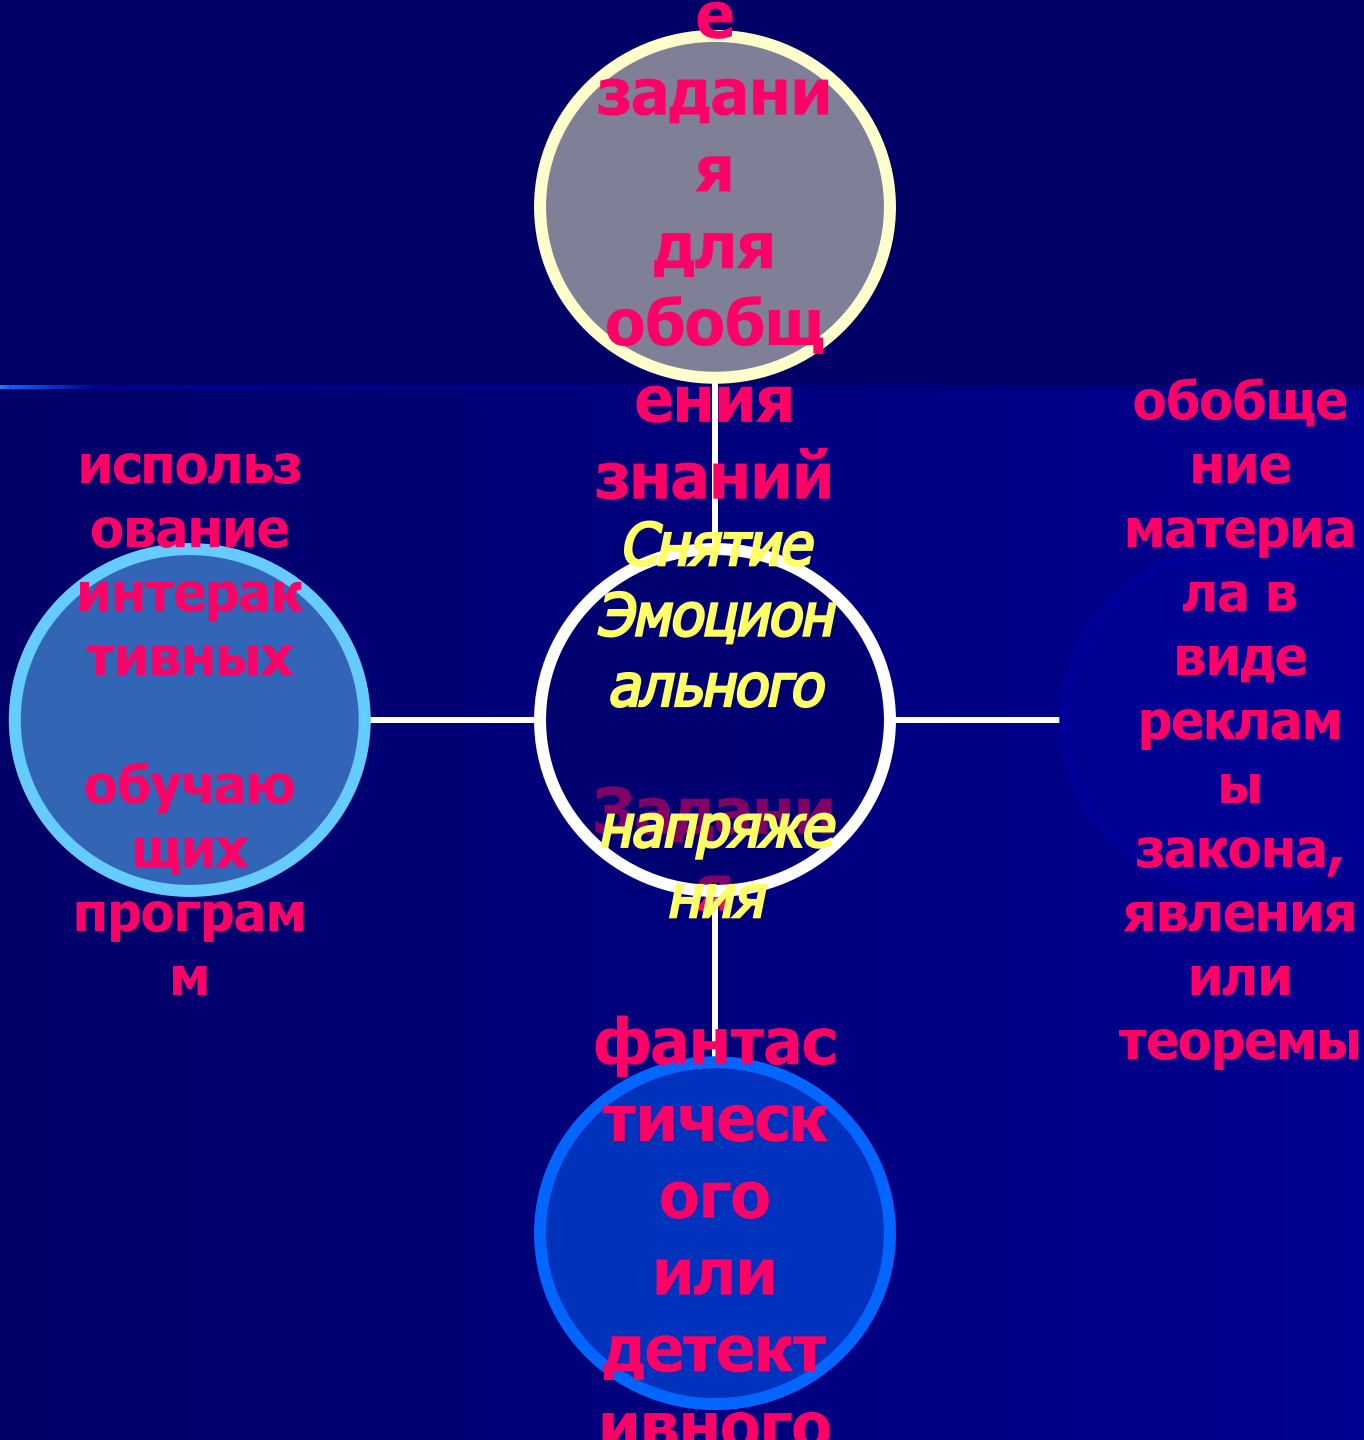 е
задани
я
для
обобщ
ения
знаний
использ
ование
интерак
тивных
обучаю
щих
програм
м
Снятие
Эмоцион
ального
напряже
ния
обобще
ние
материа
ла в
виде
реклам
ы
закона,
явления
или
теоремы
Задани
я
фантас
тическ
ого
или
детект
ивного